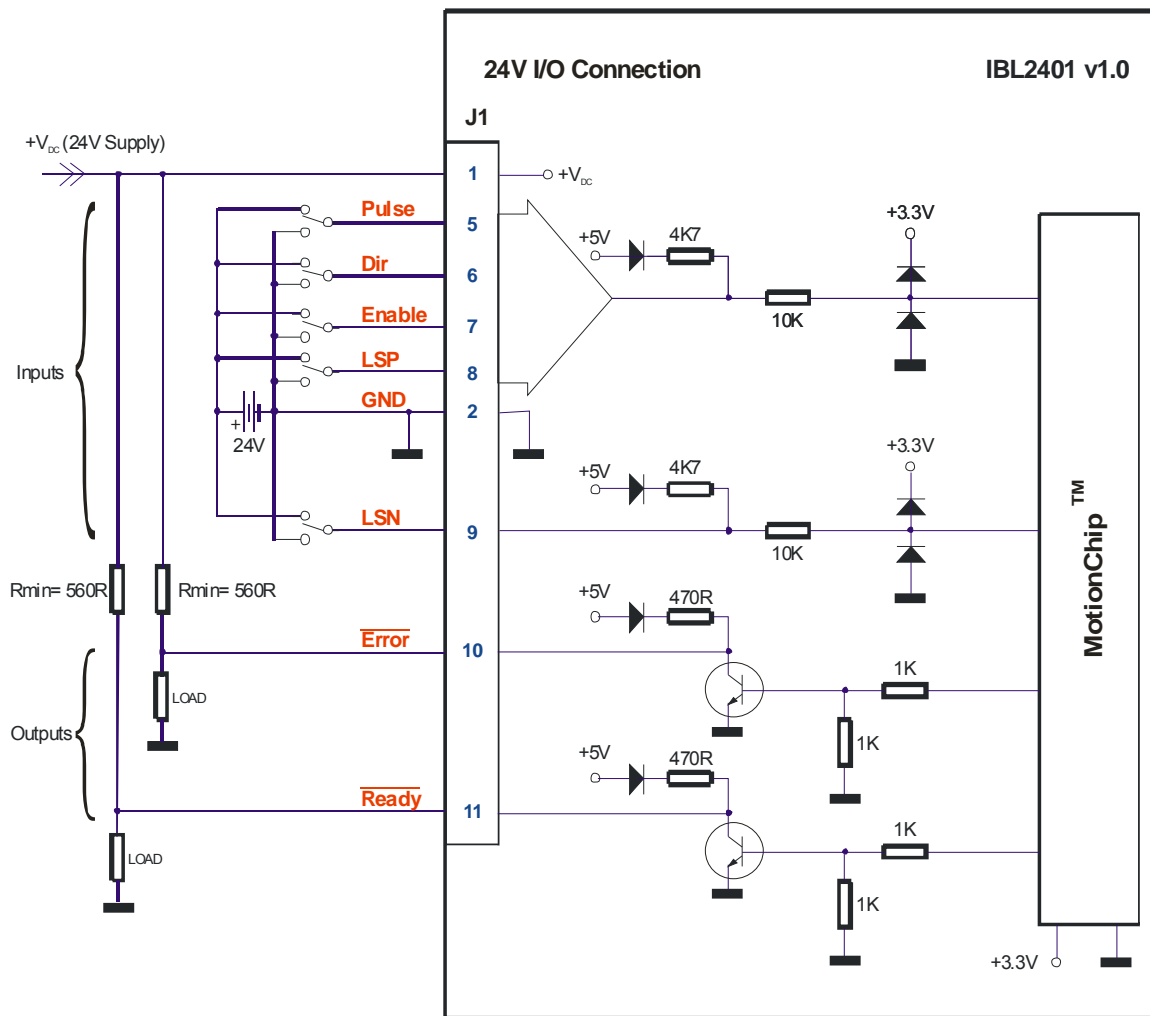 24V I/O Connection
IBL2401 v1.0
J1
+VDC (24V Supply)
1
+VDC
Pulse
5
+5V
4K7
+3.3V
Dir
6
10K
Enable
7
Inputs
LSP
8
GND
2
+
24V
+5V
4K7
+3.3V
LSN
9
10K
MotionChip™
Rmin= 560R
Rmin= 560R
+5V
470R
Error
10
1K
LOAD
Outputs
1K
+5V
470R
Ready
11
1K
LOAD
1K
+3.3V